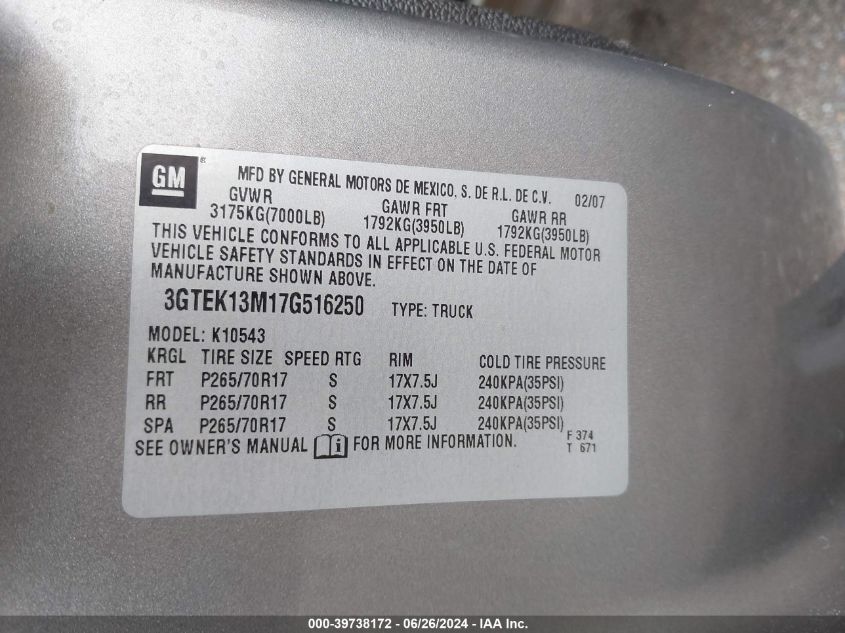 GM ® MFD BY GENERAL MOTORS DE MEXICO, S. DE R.L. DE C.V. 02/07
GVWR GAWR FRT GAWR RR
3175KG(7000LB) 1792KG(3950LB) 1792KG(3950LB)
THIS VEHICLE CONFORMS TO ALL APPLICABLE U.S. FEDERAL MOTOR
VEHICLE SAFETY STANDARDS IN EFFECT ON THE DATE OF
MANUFACTURE SHOWN ABOVE.
3GTEK13M17G516250 TYPE: TRUCK
MODEL: K10543
KRGL TIRE SIZE SPEED RTG RIM COLD TIRE PRESSURE
FRT P265/70R17 S 17X7.5J 240KPA(35PSI)
RR P265/70R17 S 17X7.5J 240KPA(35PSI)
SPA P265/70R17 S 17X7.5J 240KPA(35PSI)
SEE OWNER'S MANUAL i FOR MORE INFORMATION. F 374
T 671
000-39738172 - 06/26/2024 - IAA Inc.